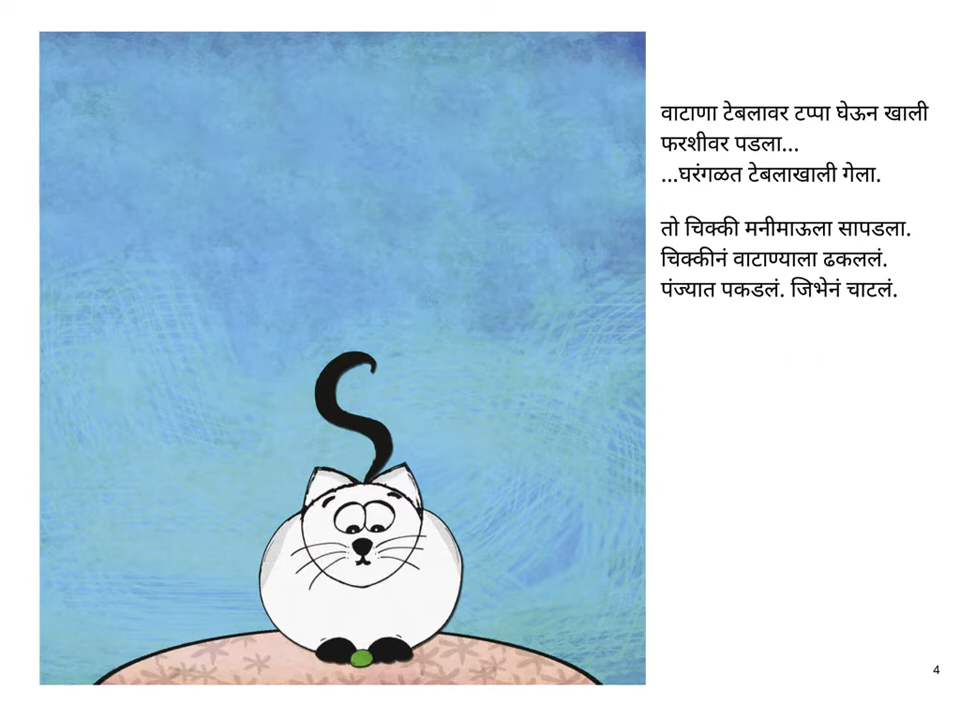 वाटाणा टेबलावर टप्पा घेऊन खाली
फरशीवर पडला...
...घरंगळत टेबलाखाली गेला.
तो चिक्की मनीमाऊला सापडला.
चिक्कीनं वाटाण्याला ढकललं.
पंज्यात पकडलं. जिभेनं चाटलं.
4